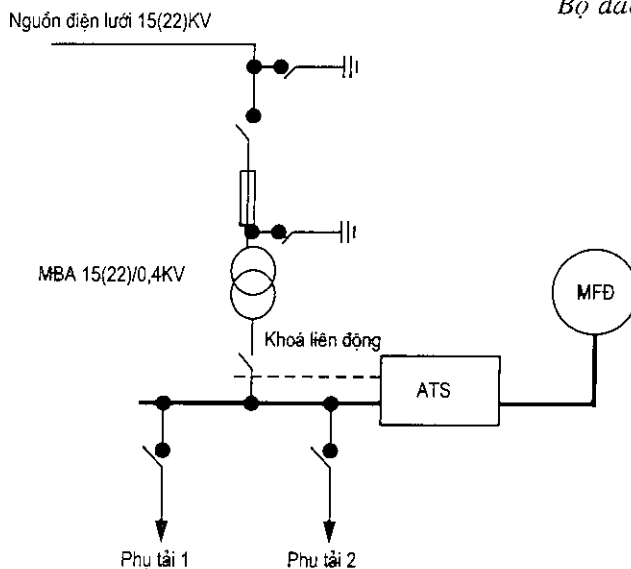 Nguồn điện lưới 15(22)KV
Bộ
MBA 15(22)/0,4KV
MFĐ
Khoá liên động
ATS
Phụ tải 1
Phụ tải 2